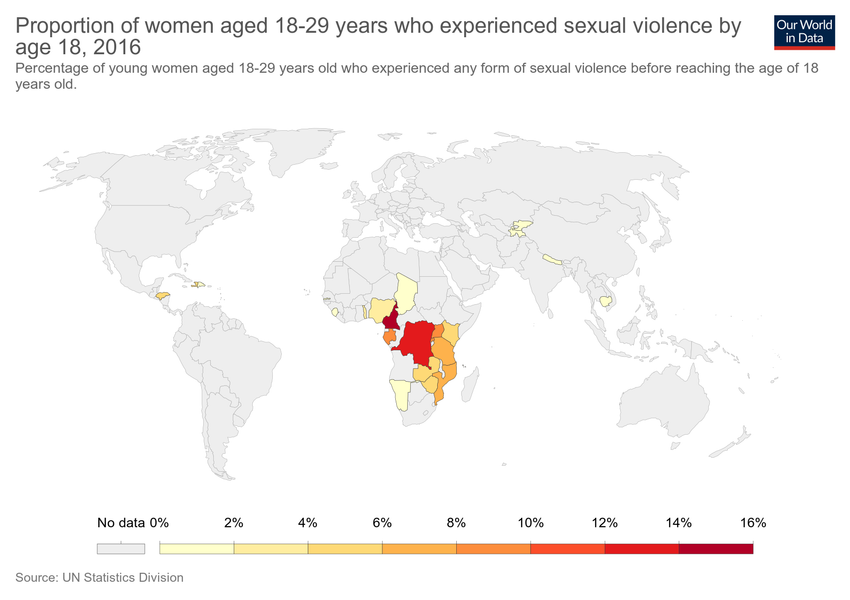 Proportion of women aged 18-29 years who experienced sexual violence by
age 18, 2016
Our World
in Data
Percentage of young women aged 18-29 years old who experienced any form of sexual violence before reaching the age of 18
years old.
No data 0% 2% 4% 6% 8% 10% 12% 14% 16%
Source: UN Statistics Division